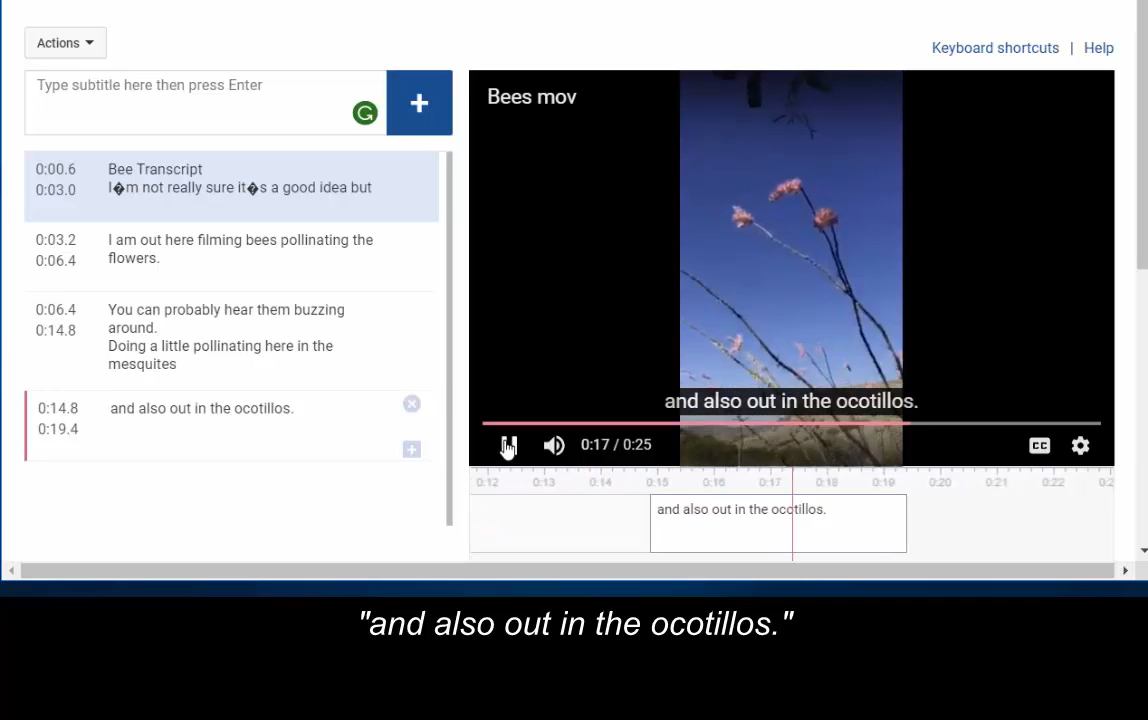 Actions
Keyboard shortcuts | Help
Type subtitle here then press Enter
+
0:00.6
0:03.0
Bee Transcript
I�m not really sure it�s a good idea but
0:03.2
0:06.4
I am out here filming bees pollinating the
flowers.
0:06.4
0:14.8
You can probably hear them buzzing
around.
Doing a little pollinating here in the
mesquites
0:14.8
0:19.4
and also out in the ocotillos.
Bees mov
and also out in the ocotillos.
0:17 / 0:25
CC
0:12 0:13 0:14 0:15 0:16 0:17 0:18 0:19 0:20 0:21 0:22 0:2
and also out in the ocotillos.
"and also out in the ocotillos."